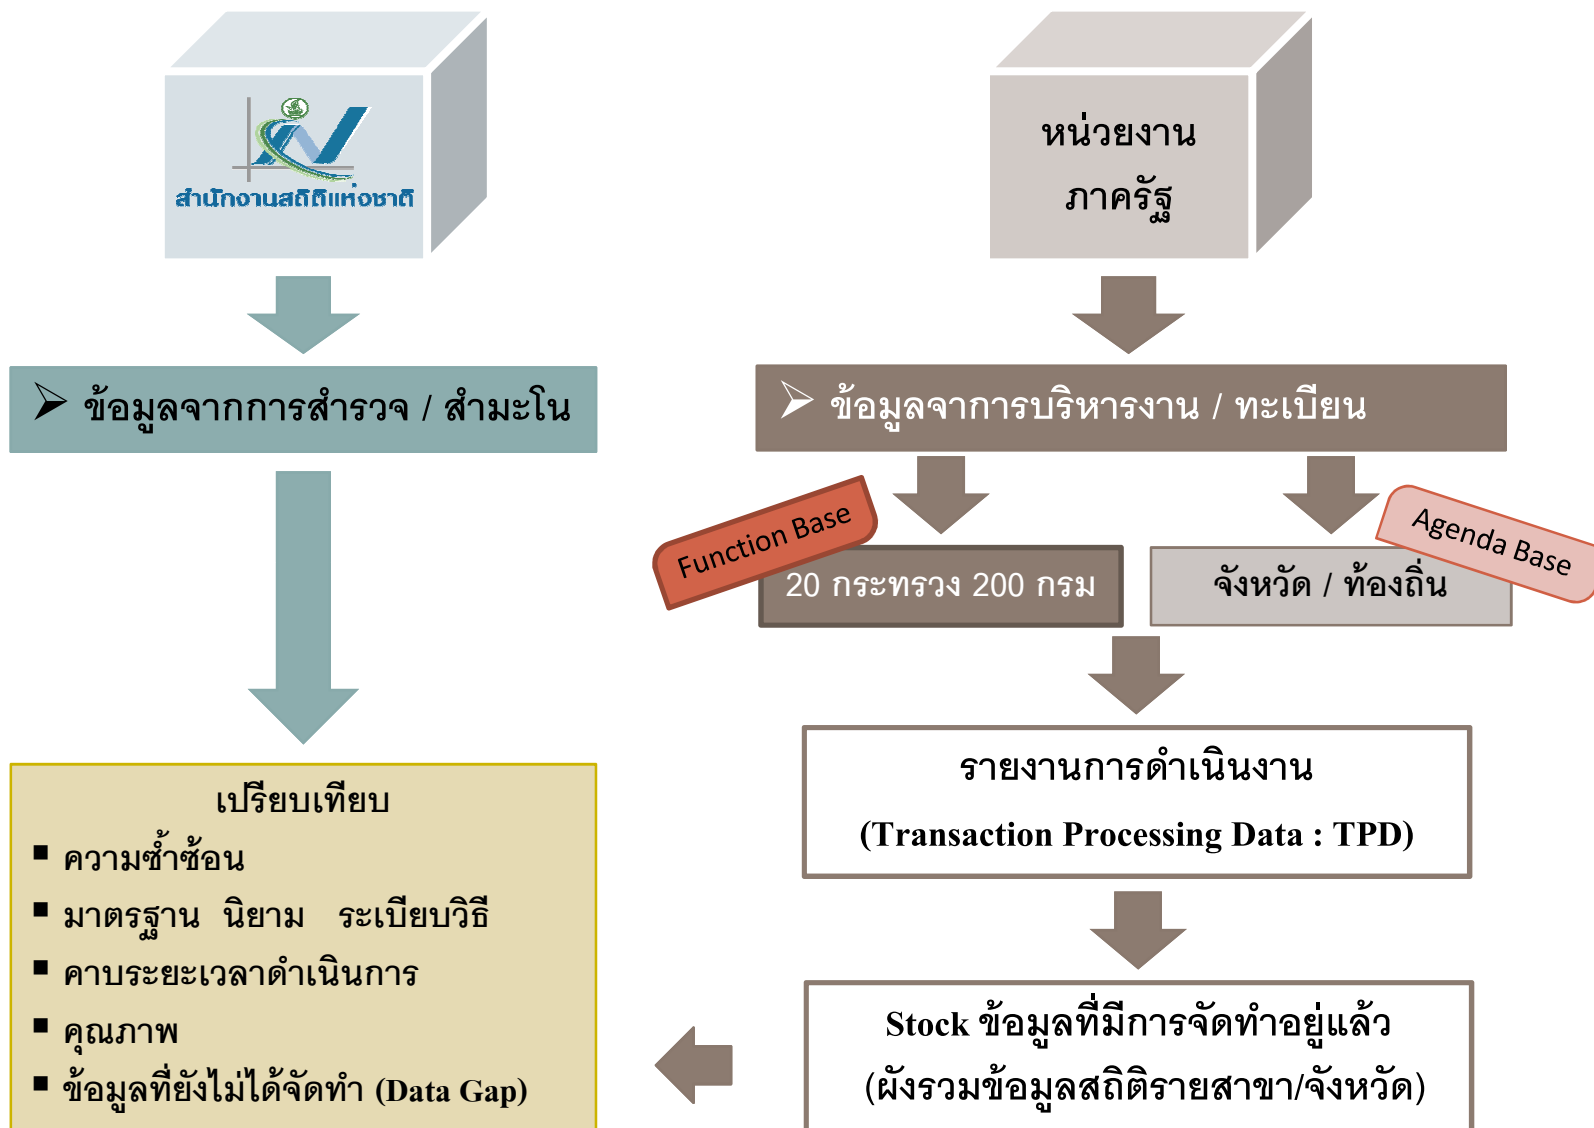 สำนักงานสถิติแห่งชาติ
หน่วยงาน
ภาครัฐ
ข้อมูลจากการสำรวจ / สำมะโน
ข้อมูลจาการบริหารงาน / ทะเบียน
Function Base
20 กระทรวง 200 กรม
Agenda Base
จังหวัด / ท้องถิ่น
รายงานการดำเนินงาน
(Transaction Processing Data : TPD)
Stock ข้อมูลที่มีการจัดทำอยู่แล้ว
(ผังรวมข้อมูลสถิติรายสาขา/จังหวัด)
เปรียบเทียบ
▪ ความซ้ำซ้อน
▪ มาตรฐาน นิยาม ระเบียบวิธี
▪ คาบระยะเวลาดำเนินการ
▪ คุณภาพ
▪ ข้อมูลที่ยังไม่ได้จัดทำ (Data Gap)